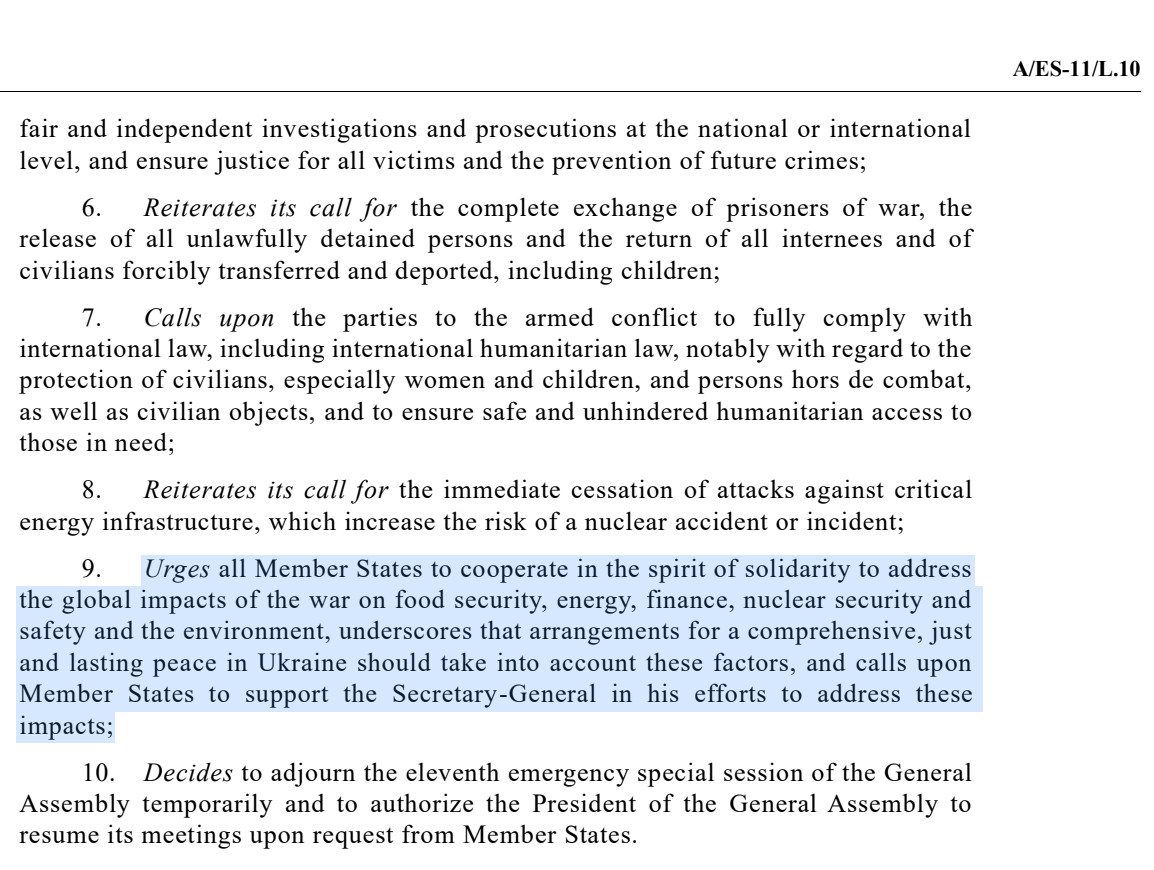 A/ES-11/L.10
fair and independent investigations and prosecutions at the national or international
level, and ensure justice for all victims and the prevention of future crimes;
6. Reiterates its call for the complete exchange of prisoners of war, the
release of all unlawfully detained persons and the return of all internees and of
civilians forcibly transferred and deported, including children;
7. Calls upon the parties to the armed conflict to fully comply with
international law, including international humanitarian law, notably with regard to the
protection of civilians, especially women and children, and persons hors de combat,
as well as civilian objects, and to ensure safe and unhindered humanitarian access to
those in need;
8. Reiterates its call for the immediate cessation of attacks against critical
energy infrastructure, which increase the risk of a nuclear accident or incident;
9. Urges all Member States to cooperate in the spirit of solidarity to address
the global impacts of the war on food security, energy, finance, nuclear security and
safety and the environment, underscores that arrangements for a comprehensive, just
and lasting peace in Ukraine should take into account these factors, and calls upon
Member States to support the Secretary-General in his efforts to address these
impacts;
10. Decides to adjourn the eleventh emergency special session of the General
Assembly temporarily and to authorize the President of the General Assembly to
resume its meetings upon request from Member States.